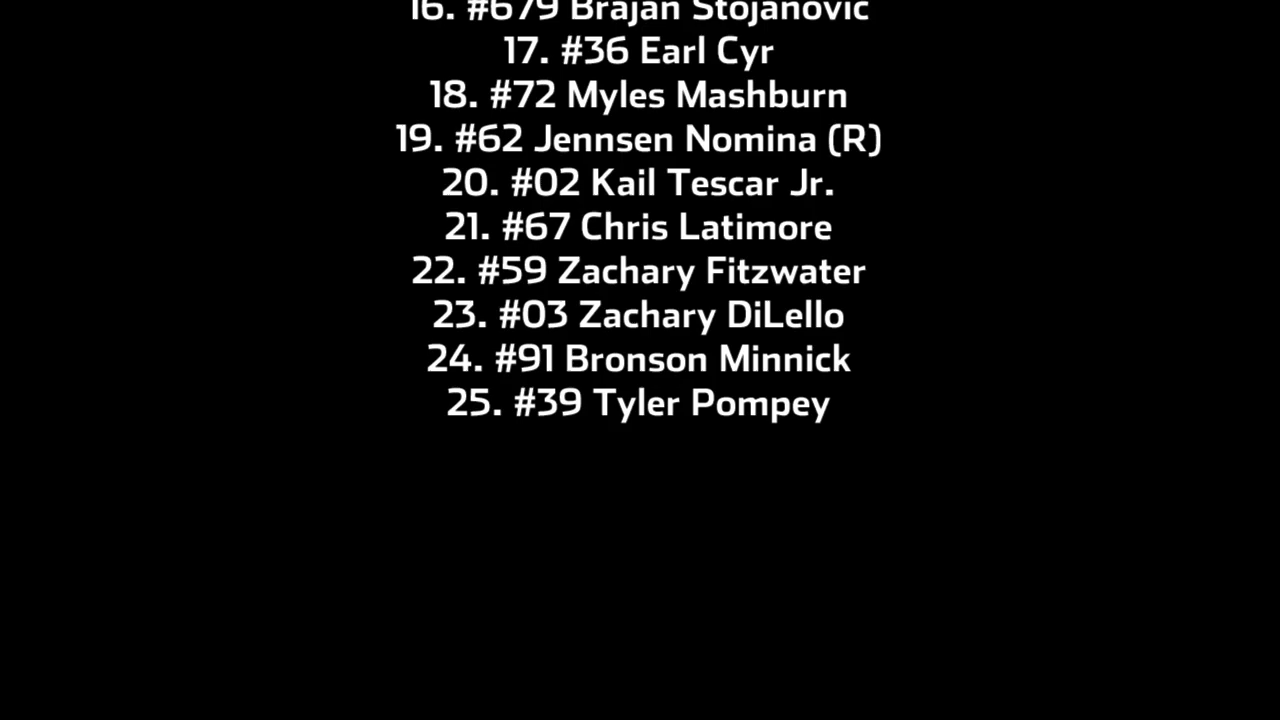 16. #679 Brajan Stojanovic
17. #36 Earl Cyr
18. #72 Myles Mashburn
19. #62 Jennsen Nomina (R)
20. #02 Kail Tescar Jr.
21. #67 Chris Latimore
22. #59 Zachary Fitzwater
23. #03 Zachary DiLello
24. #91 Bronson Minnick
25. #39 Tyler Pompey